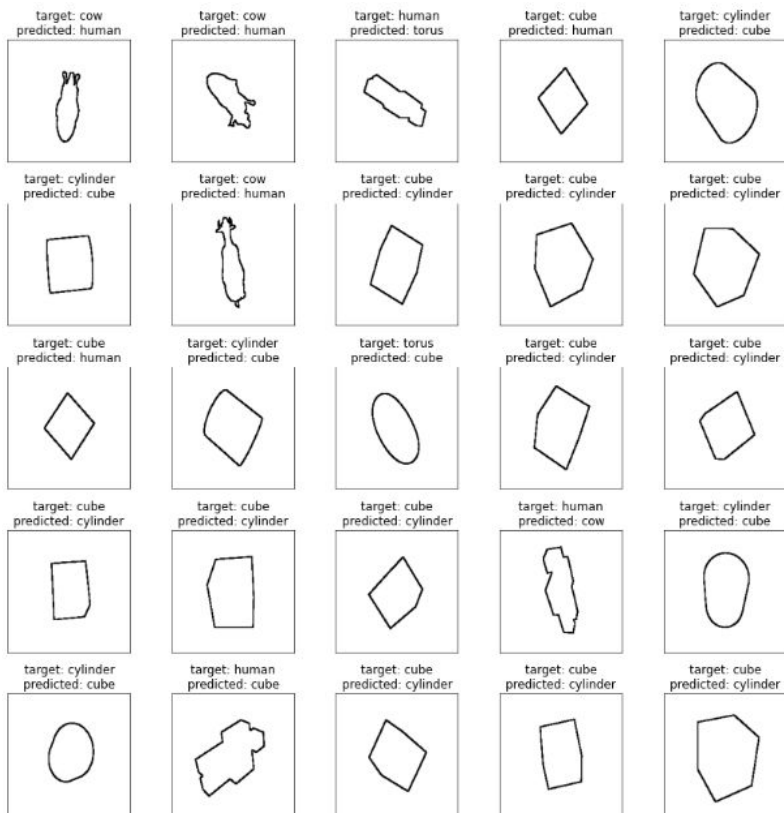 target: cow
predicted: human
target: cow
predicted: human
target: human
predicted: torus
target: cube
predicted: human
target: cylinder
predicted: cube
target: cylinder
predicted: cube
target: cow
predicted: human
target: cube
predicted: cylinder
target: cube
predicted: cylinder
target: cube
predicted: cylinder
target: cube
predicted: human
target: cylinder
predicted: cube
target: torus
predicted: cube
target: cube
predicted: cylinder
target: cube
predicted: cylinder
target: cube
predicted: cylinder
target: cube
predicted: cylinder
target: cube
predicted: cylinder
target: human
predicted: cow
target: cylinder
predicted: cube
target: cylinder
predicted: cube
target: human
predicted: cube
target: cube
predicted: cylinder
target: cube
predicted: cylinder
target: cube
predicted: cylinder